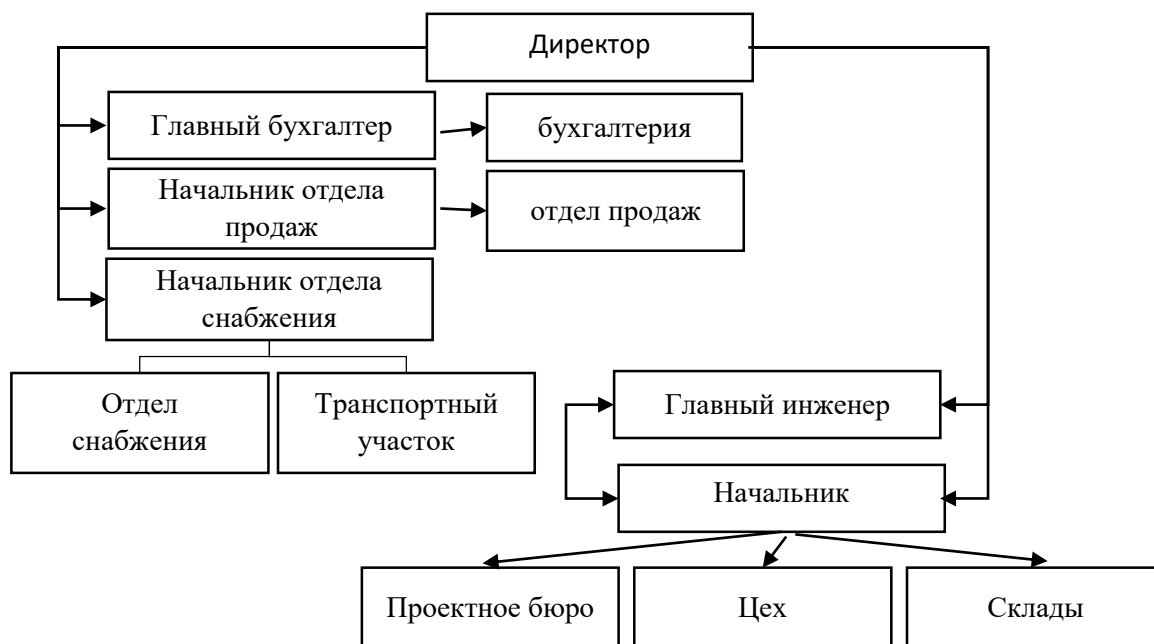 Директор
Главный бухгалтер
бухгалтерия
Начальник отдела
продаж
отдел продаж
Начальник отдела
снабжения
Отдел
снабжения
Транспортный
участок
Главный инженер
Начальник
Проектное бюро
Цех
Склады